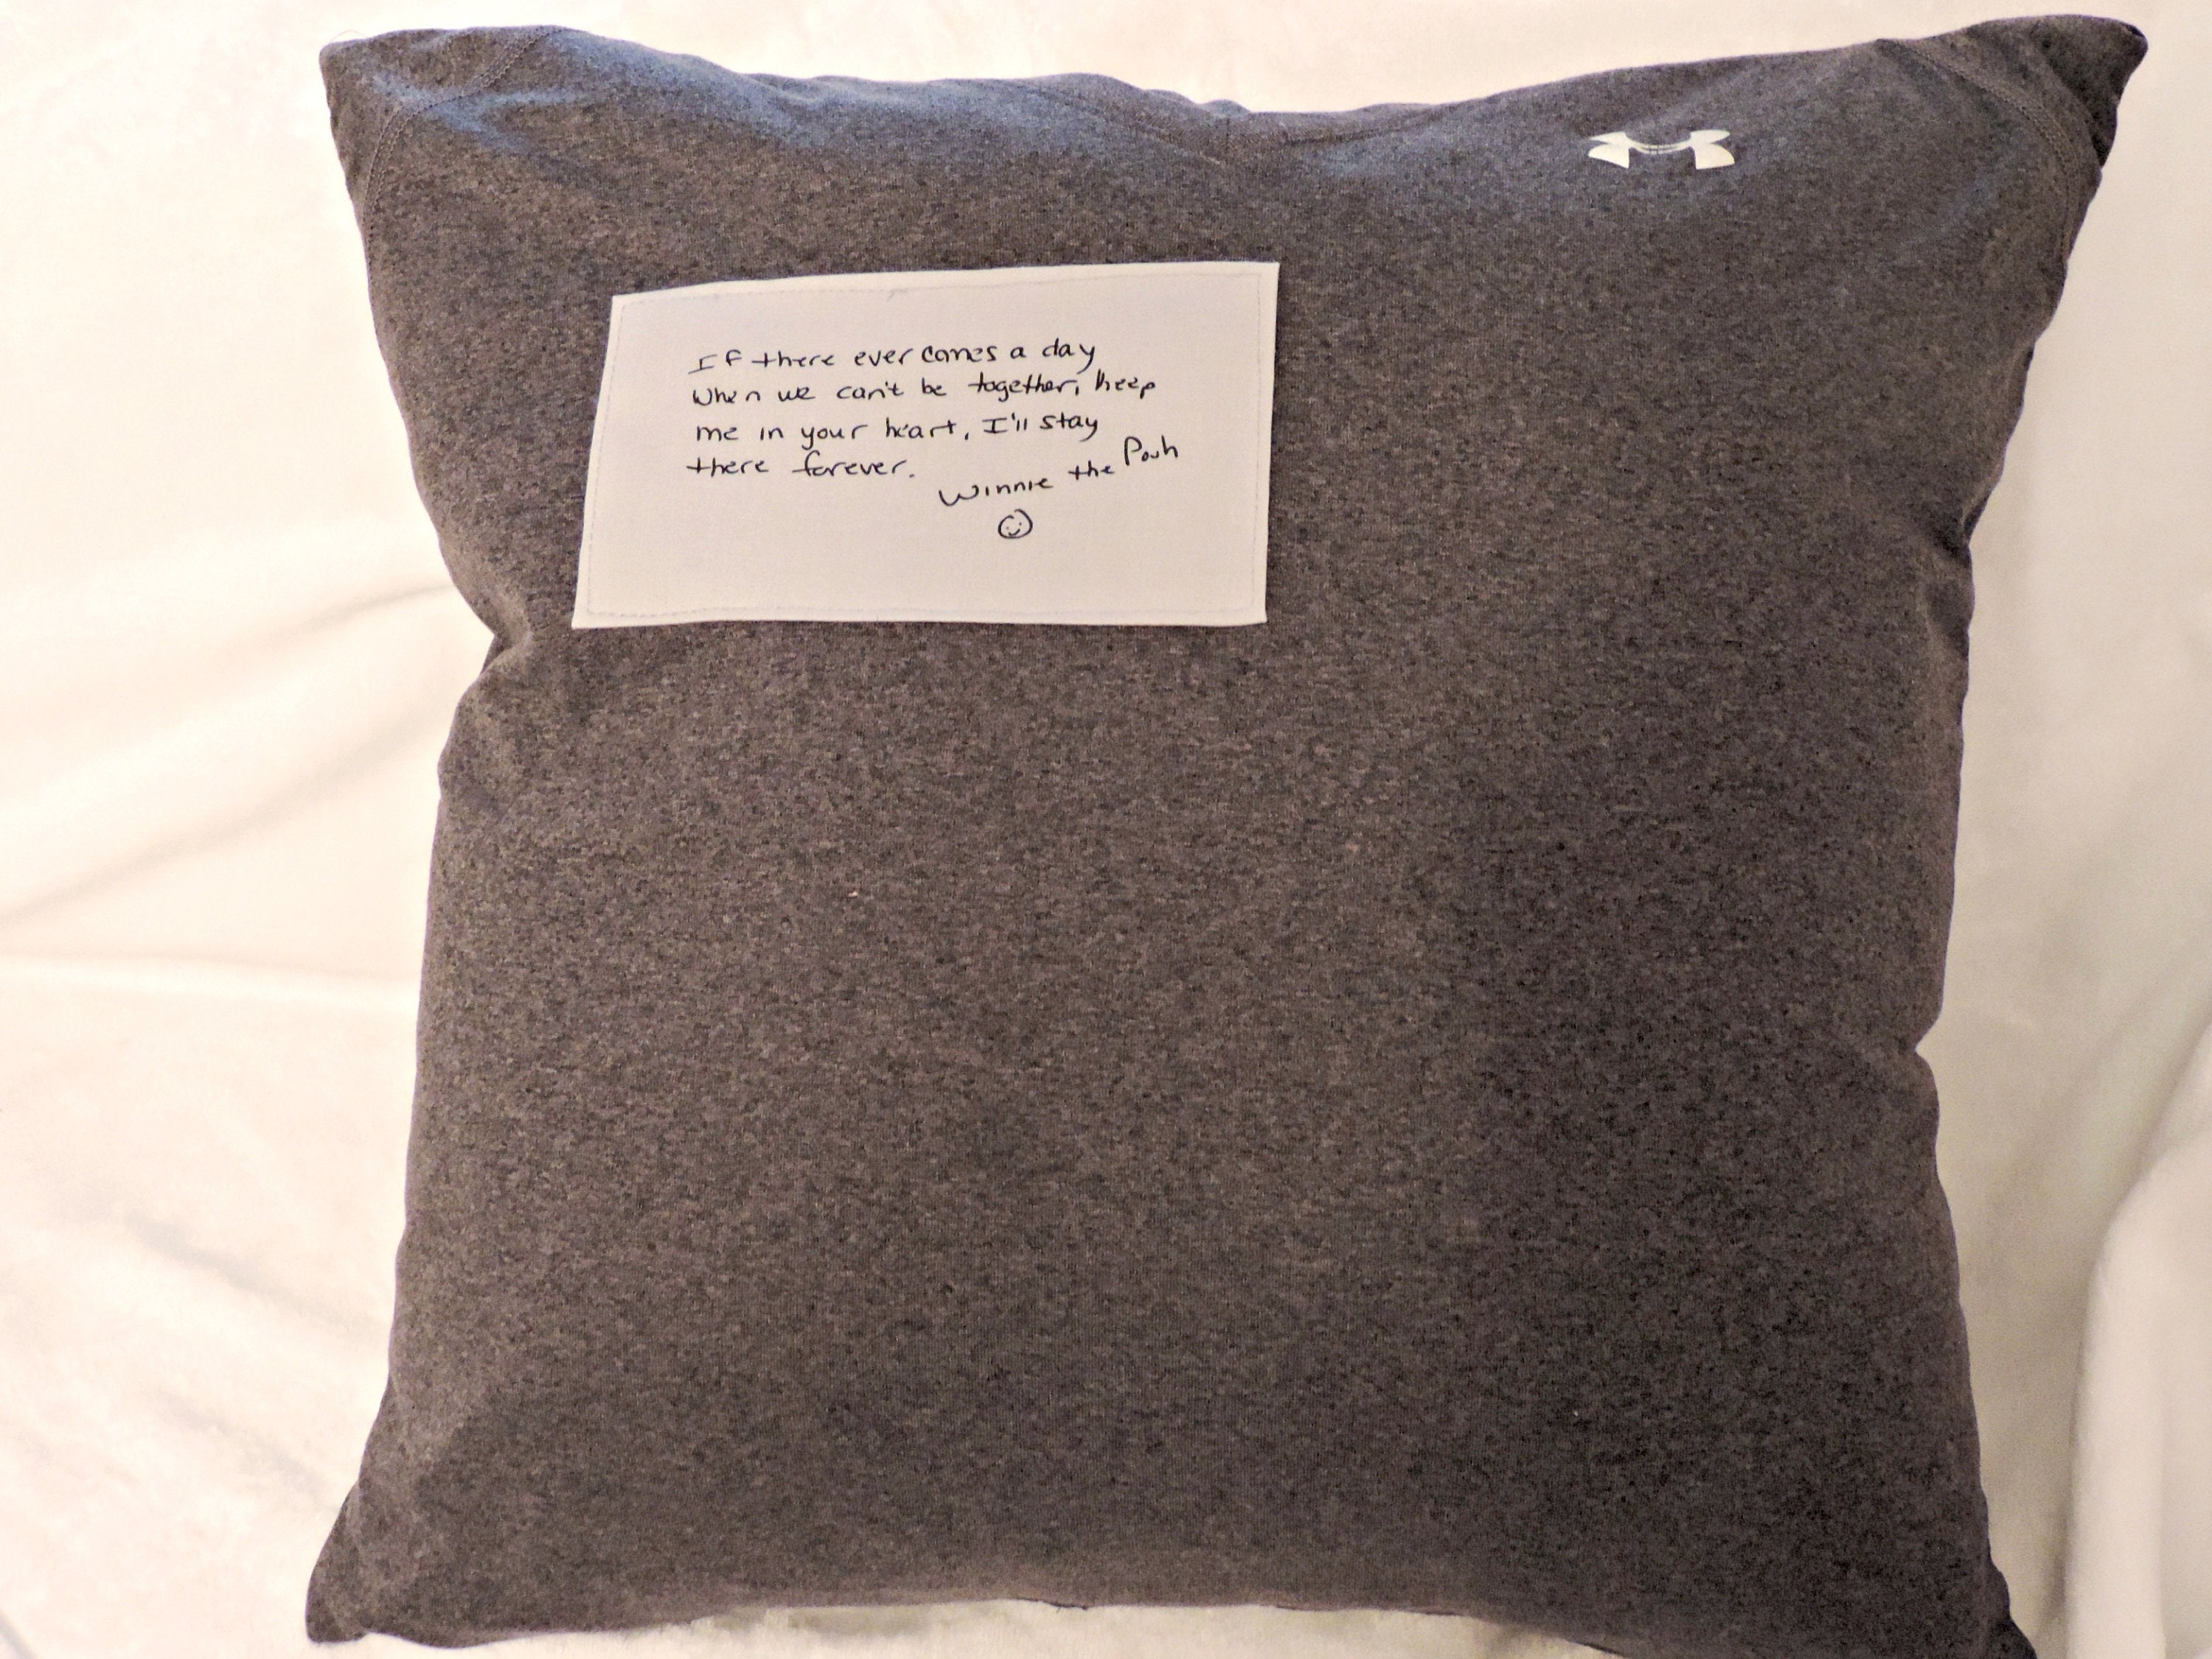 If there ever comes a day
when we can't be together, keep
me in your heart, I'll stay
there forever.
Winnie the Pooh